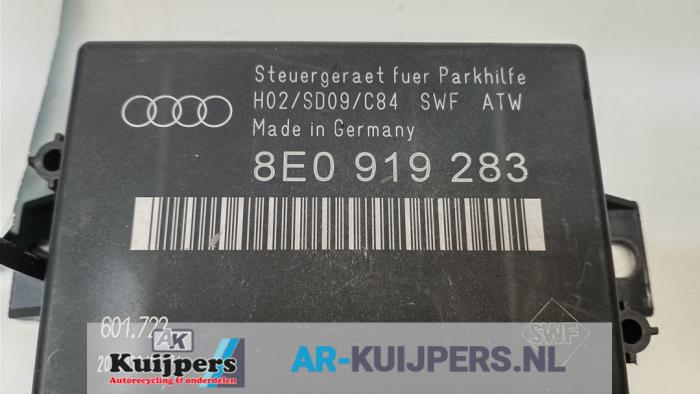 Steuergeraet fuer Parkhilfe
H02/SD09/C84 SWF ATW
Made in Germany
8E0 919 283
601.722
SWF
AK
Kuijpers
Autorecycling & onderdelen
AR-KUIJPERS.NL